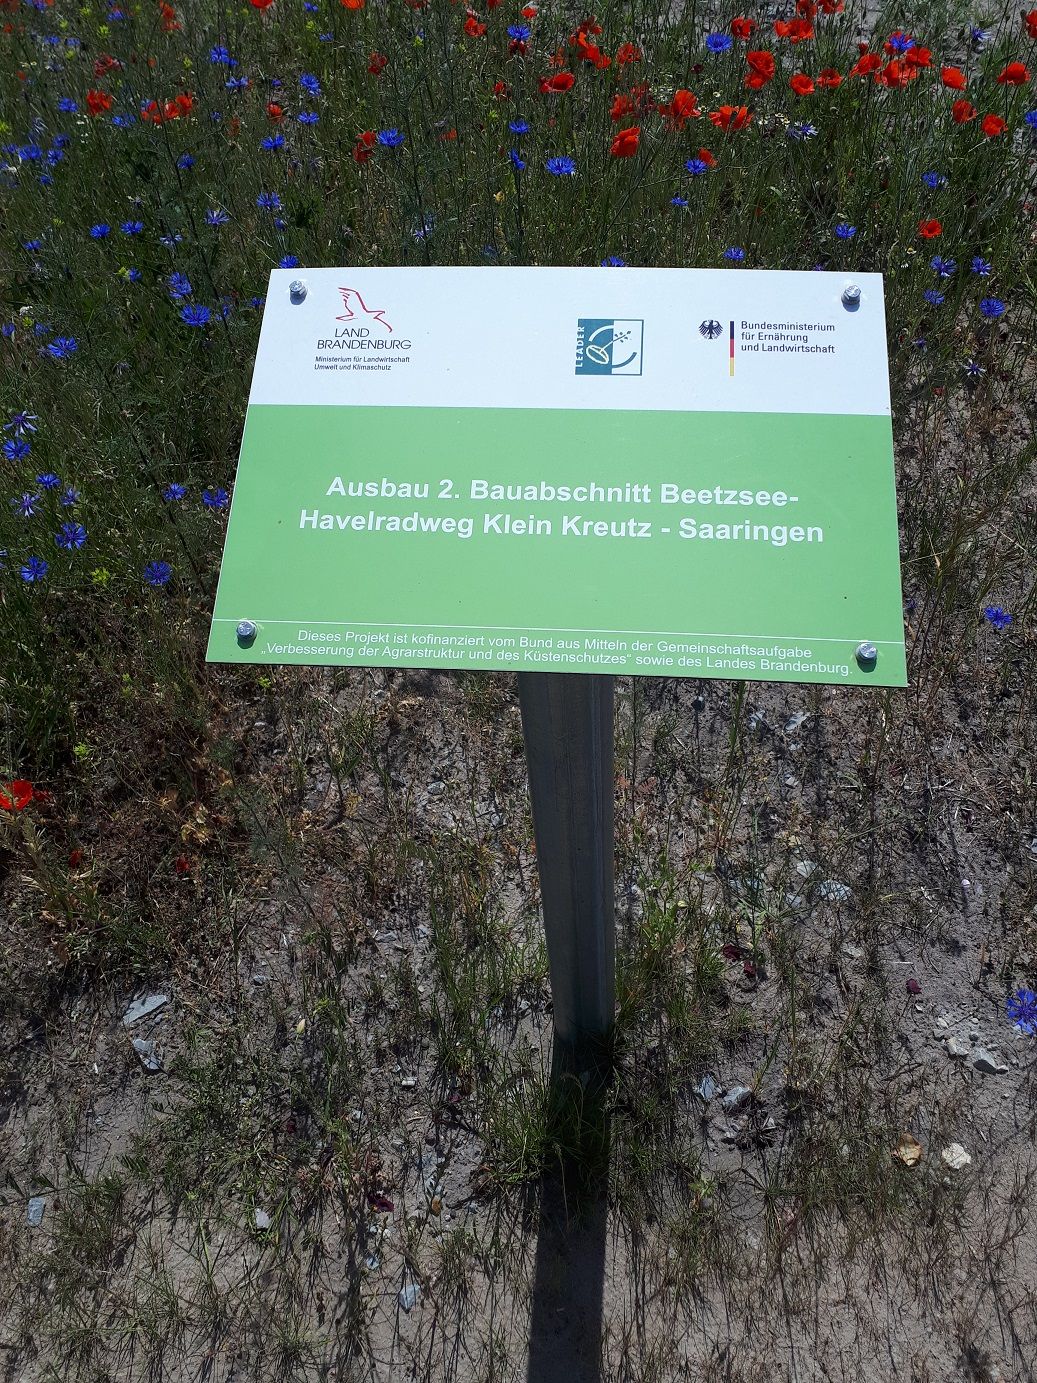 LAND
BRANDENBURG
Ministerium für Landwirtschaft
Umwelt und Klimaschutz
LEADER
Bundesministerium
für Ernährung
und Landwirtschaft
Ausbau 2. Bauabschnitt Beetzsee-
Havelradweg Klein Kreutz - Saaringen
Dieses Projekt ist kofinanziert vom Bund aus Mitteln der Gemeinschaftsaufgabe
„Verbesserung der Agrarstruktur und des Küstenschutzes“ sowie des Landes Brandenburg.